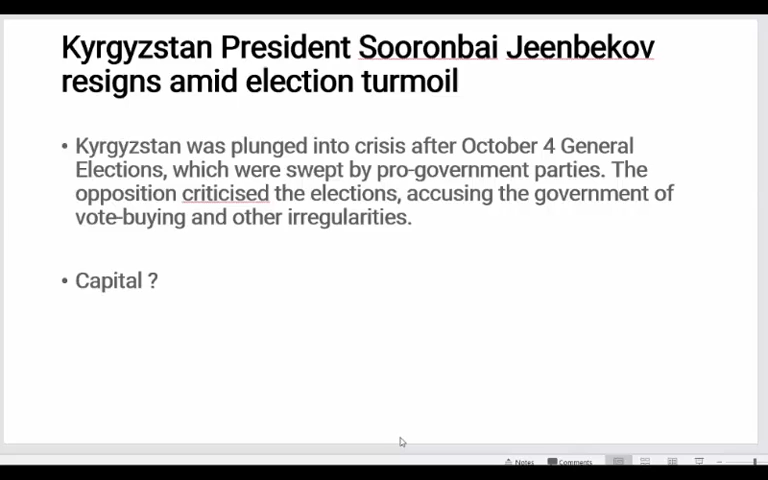 Kyrgyzstan President Sooronbai Jeenbekov
resigns amid election turmoil
• Kyrgyzstan was plunged into crisis after October 4 General
Elections, which were swept by pro-government parties. The
opposition criticised the elections, accusing the government of
vote-buying and other irregularities.
• Capital ?
Notes Comments